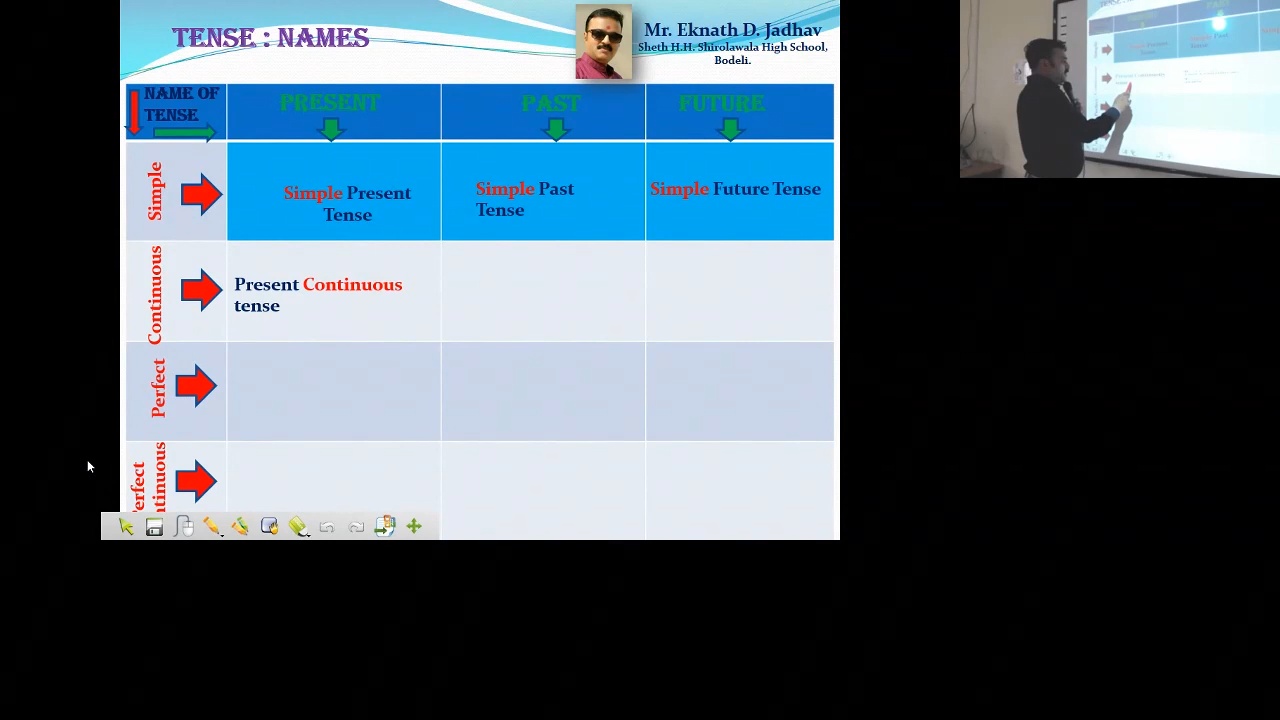 TENSE : NAMES
Mr. Eknath D. Jadhav
Sheth H.H. Shirolawala High School,
Bodeli.
NAME OF
TENSE
PRESENT
PAST
FUTURE
Simple
Simple Present
Tense
Simple Past
Tense
Simple Future Tense
Continuous
Present Continuous
tense
Perfect